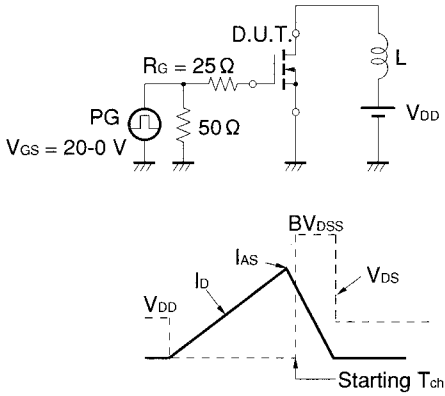 D.U.T.
RG = 25 Ω
L
PG
50 Ω
VDD
VGS = 20-0 V
BVDSS
IAS
ID
VDS
VDD
Starting Tch